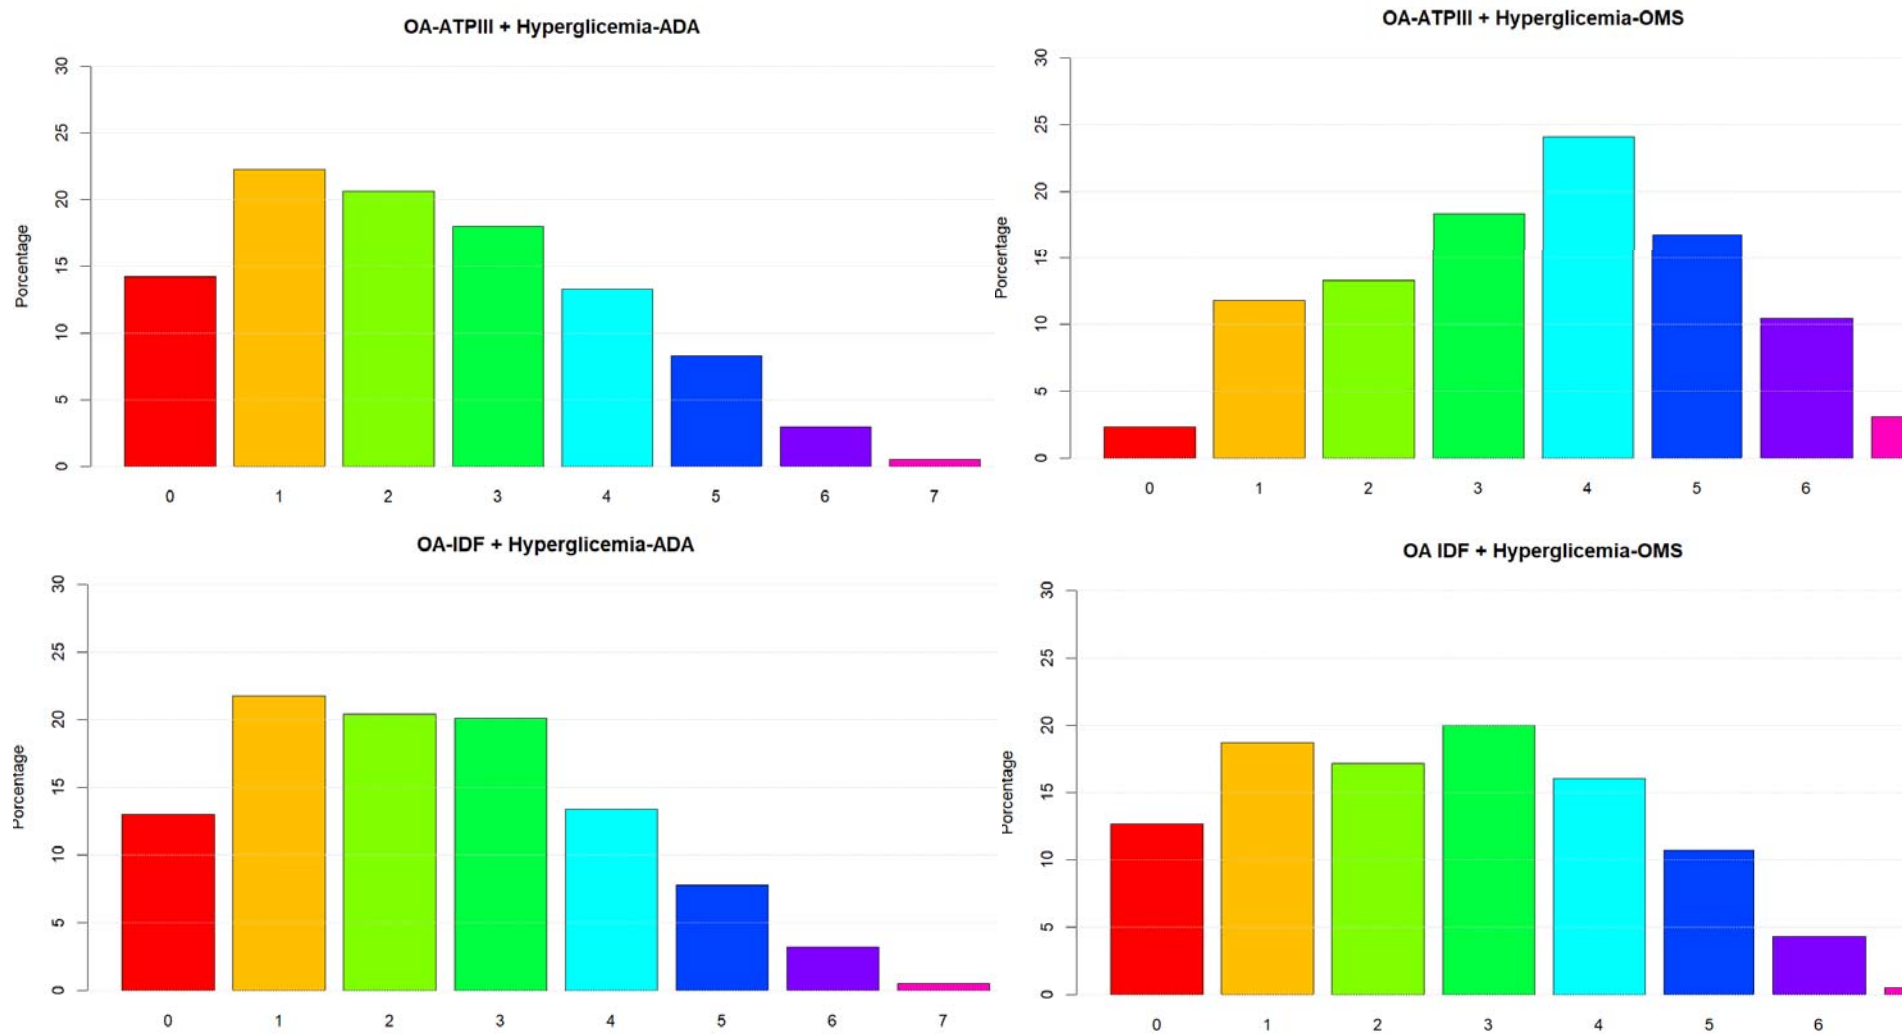 OA-ATPIII + Hyperglicemia-ADA
Porcentage
30
25
20
15
10
5
0
0 1 2 3 4 5 6 7
OA-ATPIII + Hyperglicemia-OMS
Porcentage
30
25
20
15
10
5
0
0 1 2 3 4 5 6
OA-IDF + Hyperglicemia-ADA
Porcentage
30
25
20
15
10
5
0
0 1 2 3 4 5 6 7
OA IDF + Hyperglicemia-OMS
Porcentage
30
25
20
15
10
5
0
0 1 2 3 4 5 6